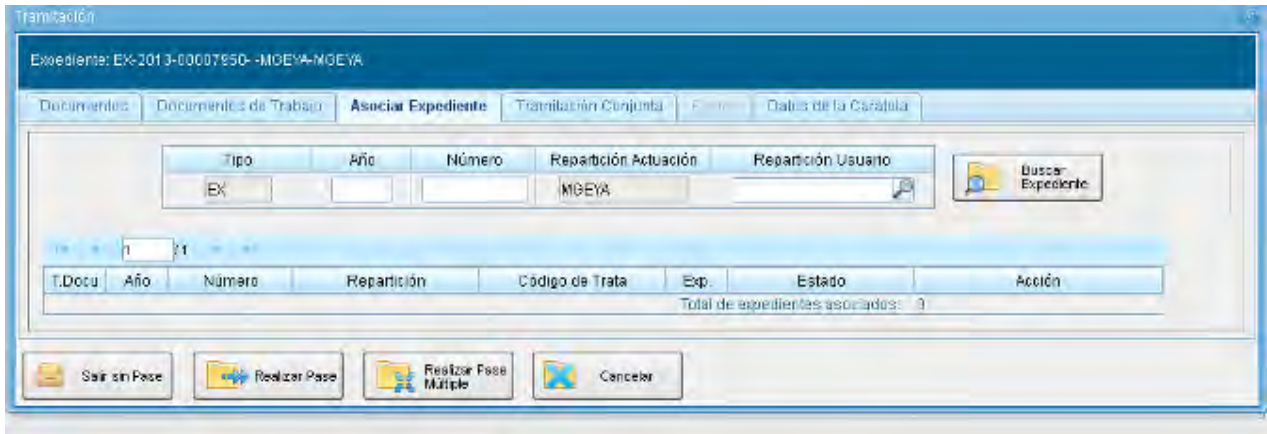 Tramitación
Expediente: EX-2013-00007950- -MGEYA-MGEYA
Documentos Documentos de Trabajo Asociar Expediente Tramitación Conjunta Datos de la Carátula
Tipo Año Número Repartición Actuación Repartición Usuario
EX MGEYA
Buscar
Expediente
1 / 1
T.Docu Año Número Repartición Código de Trata Exp. Estado Acción
Total de expedientes asociados:
Salir sin Pase Realizar Pase Realizar Pase
Múltiple Cancelar